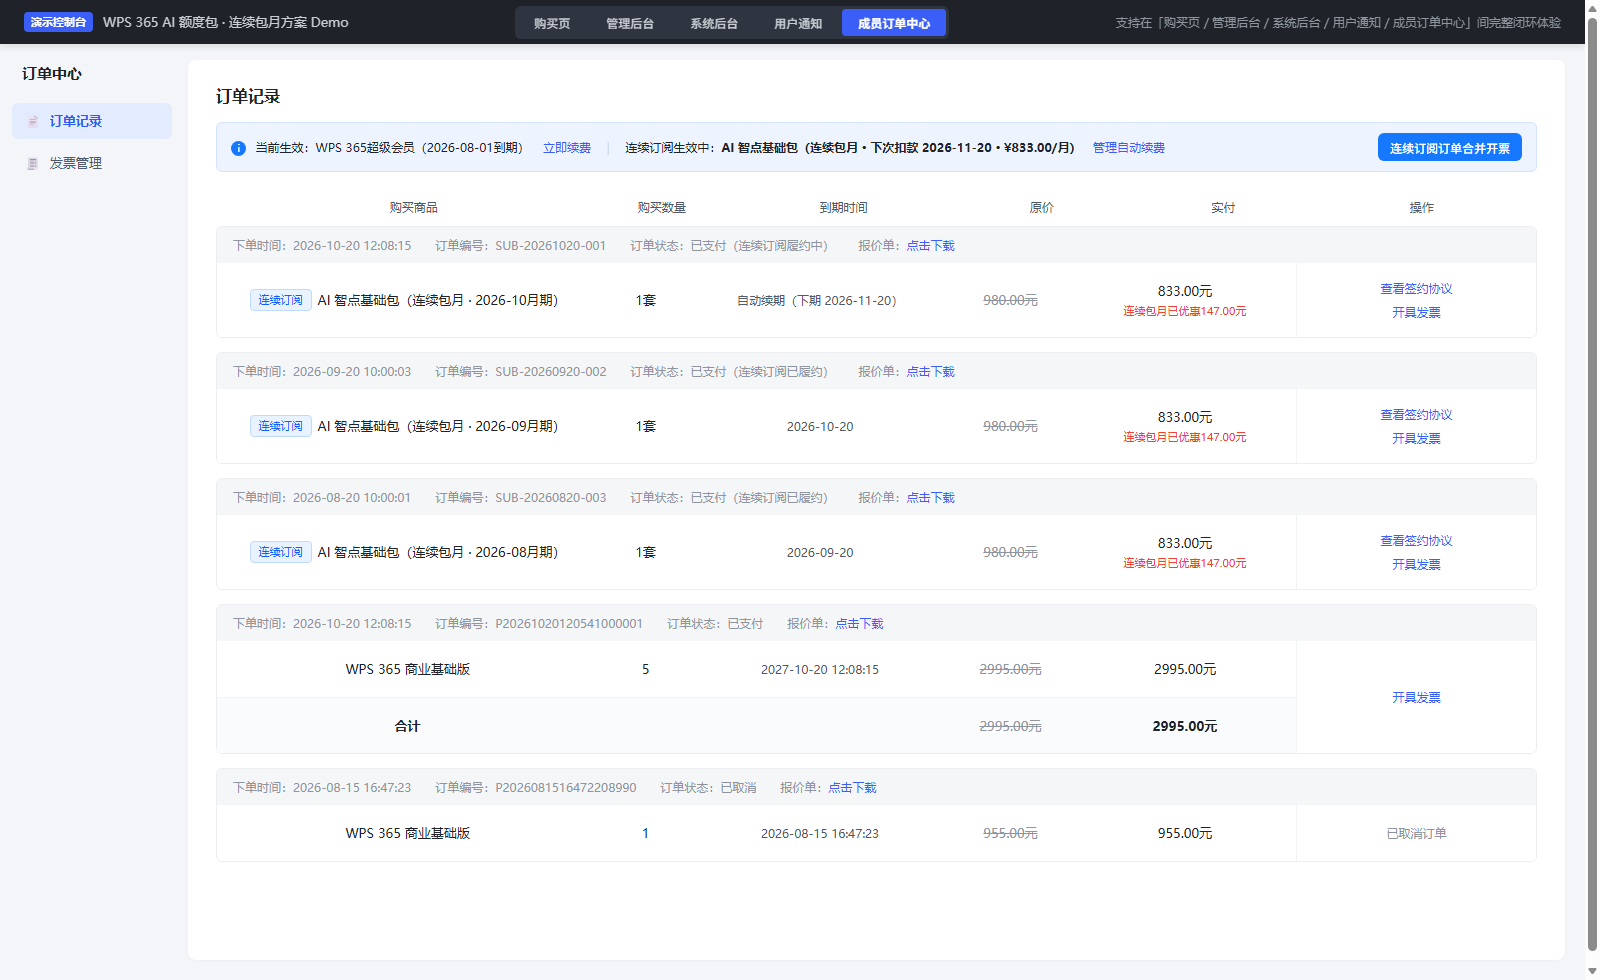 演示控制台 WPS 365 AI 额度包 · 连续包月方案 Demo 购买页 管理后台 系统后台 用户通知 成员订单中心 支持在「购买页 / 管理后台 / 系统后台 / 用户通知 / 成员订单中心」间完整闭环体验
订单中心
订单记录
发票管理
订单记录
当前生效：WPS 365超级会员（2026-08-01到期） 立即续费 | 连续订阅生效中：AI 智点基础包（连续包月 • 下次扣款 2026-11-20 • ¥833.00/月） 管理自动续费 连续订阅订单合并开票
购买商品 购买数量 到期时间 原价 实付 操作
下单时间：2026-10-20 12:08:15 订单编号：SUB-20261020-001 订单状态：已支付（连续订阅履约中） 报价单：点击下载
连续订阅 AI 智点基础包（连续包月 · 2026-10月期） 1套 自动续期（下期 2026-11-20） 980.00元 833.00元 查看签约协议
连续包月已优惠147.00元 开具发票
下单时间：2026-09-20 10:00:03 订单编号：SUB-20260920-002 订单状态：已支付（连续订阅已履约） 报价单：点击下载
连续订阅 AI 智点基础包（连续包月 · 2026-09月期） 1套 2026-10-20 980.00元 833.00元 查看签约协议
连续包月已优惠147.00元 开具发票
下单时间：2026-08-20 10:00:01 订单编号：SUB-20260820-003 订单状态：已支付（连续订阅已履约） 报价单：点击下载
连续订阅 AI 智点基础包（连续包月 · 2026-08月期） 1套 2026-09-20 980.00元 833.00元 查看签约协议
连续包月已优惠147.00元 开具发票
下单时间：2026-10-20 12:08:15 订单编号：P20261020120541000001 订单状态：已支付 报价单：点击下载
WPS 365 商业基础版 5 2027-10-20 12:08:15 2995.00元 2995.00元
开具发票
合计 2995.00元 2995.00元
下单时间：2026-08-15 16:47:23 订单编号：P2026081516472208990 订单状态：已取消 报价单：点击下载
WPS 365 商业基础版 1 2026-08-15 16:47:23 955.00元 955.00元 已取消订单